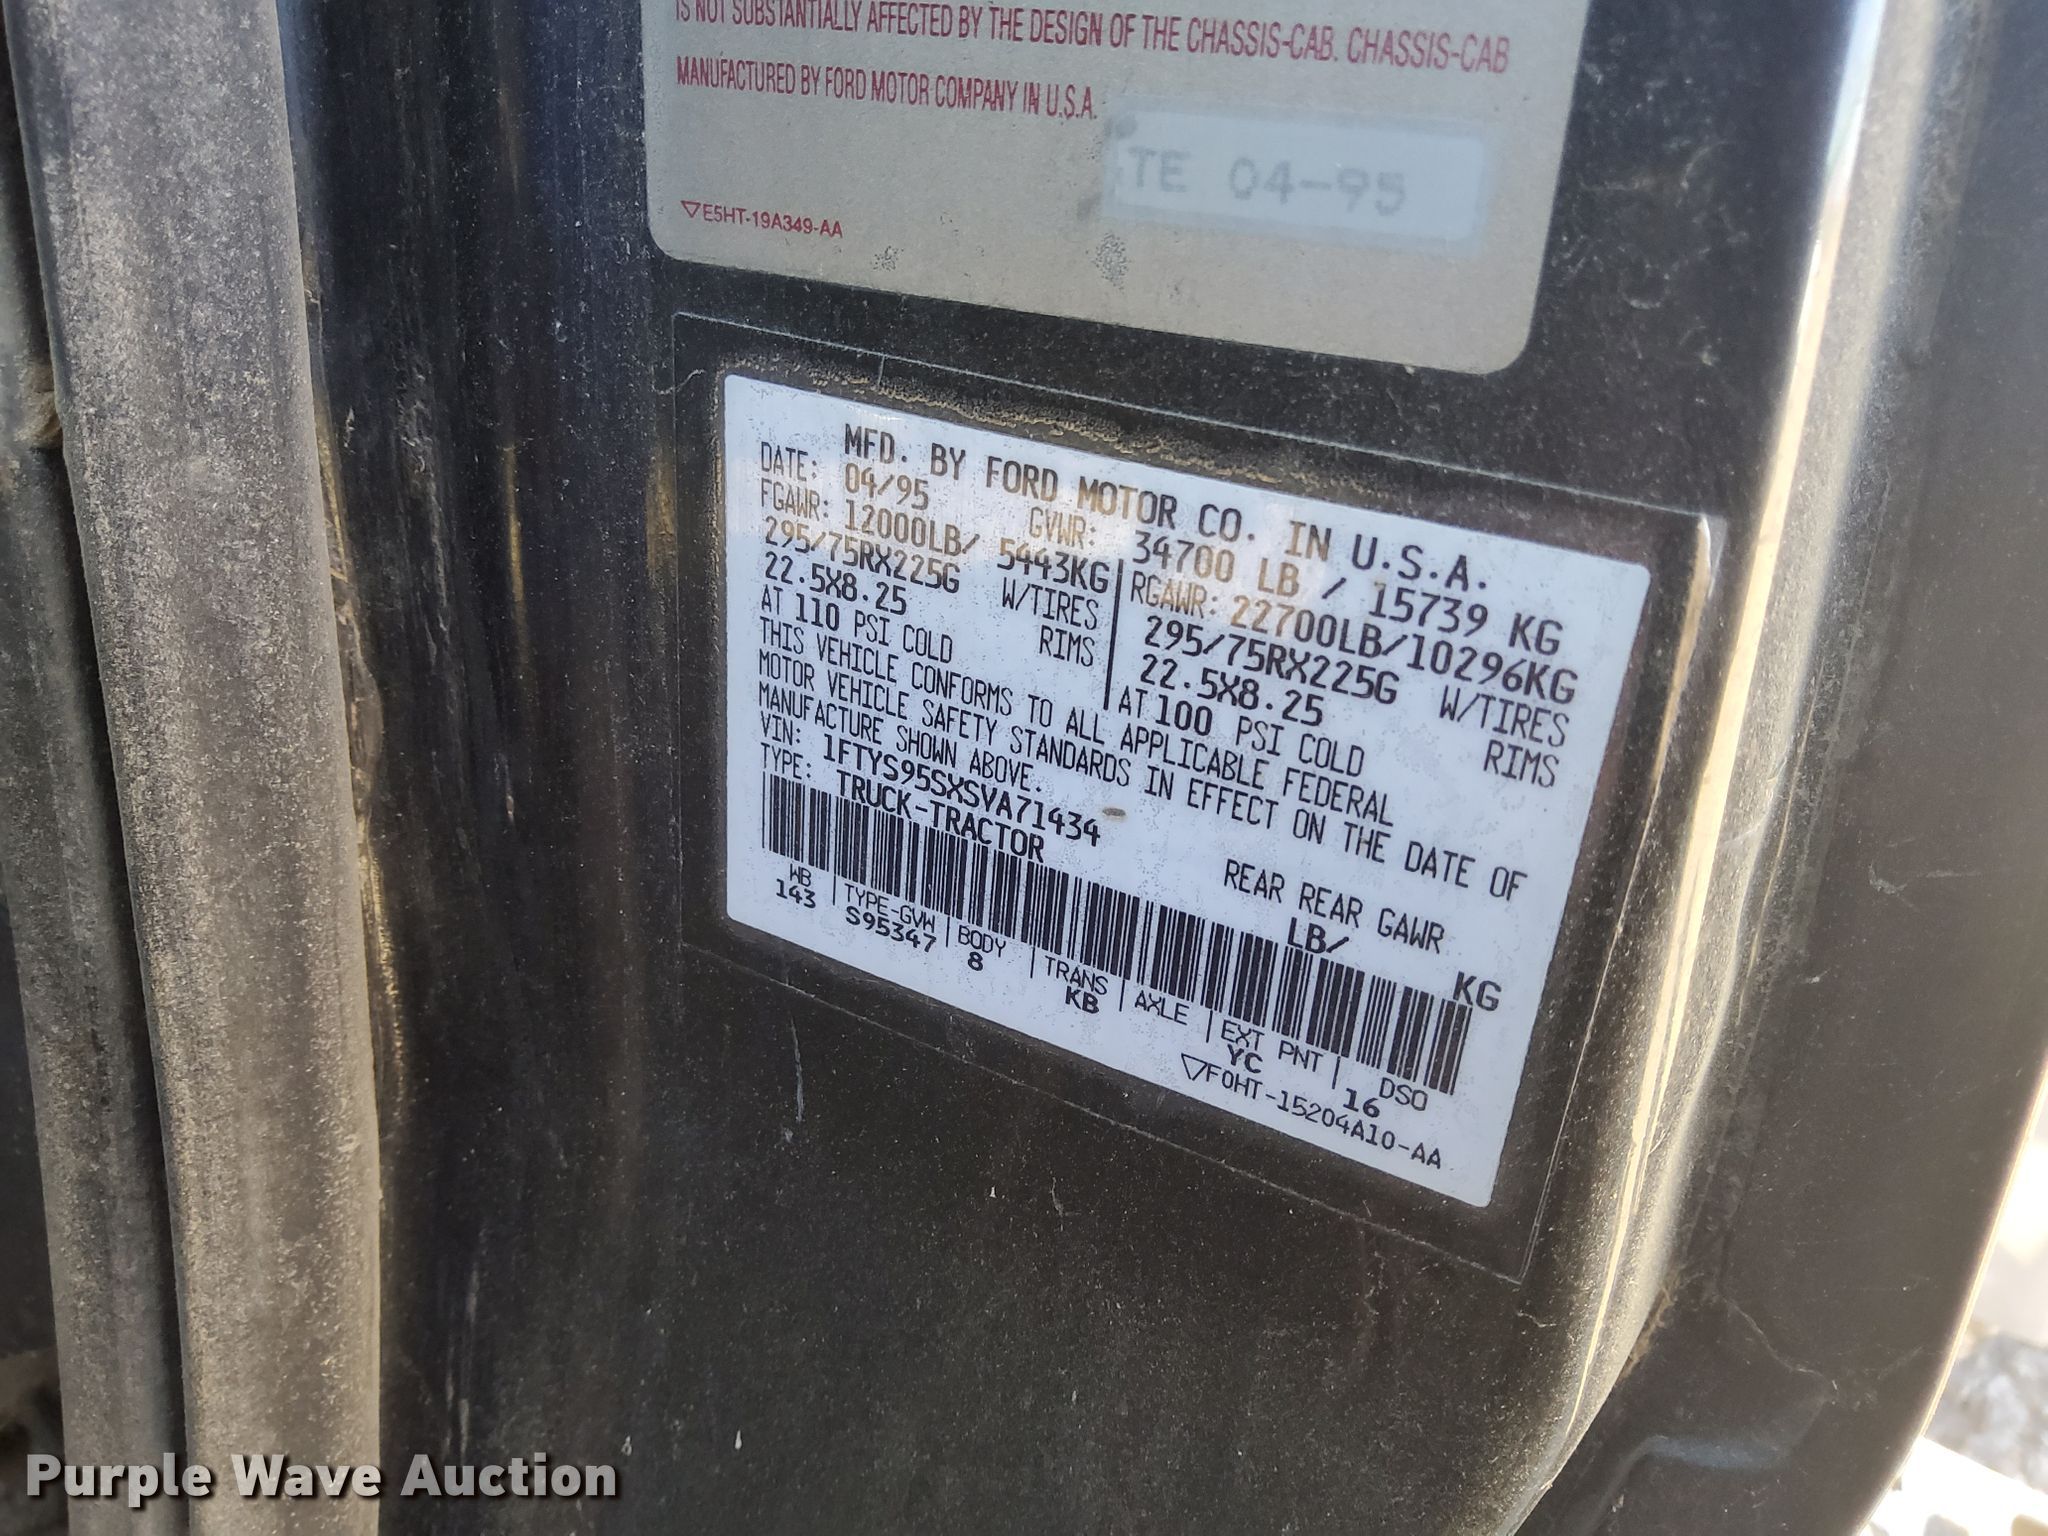 IS NOT SUBSTANTIALLY AFFECTED BY THE DESIGN OF THE CHASSIS-CAB. CHASSIS-CAB
MANUFACTURED BY FORD MOTOR COMPANY IN U.S.A.
TE 04-95
▽E5HT-19A349-AA
MFD. BY FORD MOTOR CO. IN U.S.A.
DATE: 04/95 GVWR: 34700 LB / 15739 KG
FGAWR: 12000LB/ 5443KG RGAWR: 22700LB/10296KG
295/75RX225G W/TIRES 295/75RX225G W/TIRES
22.5X8.25 RIMS 22.5X8.25 RIMS
AT 110 PSI COLD AT 100 PSI COLD
THIS VEHICLE CONFORMS TO ALL APPLICABLE FEDERAL
MOTOR VEHICLE SAFETY STANDARDS IN EFFECT ON THE DATE OF
MANUFACTURE SHOWN ABOVE.
VIN: 1FTYS95SXSVA71434 REAR REAR GAWR
TYPE: TRUCK-TRACTOR LB/ KG
WB TYPE-GVW BODY TRANS AXLE EXT PNT DSO
143 S95347 8 KB YC 16
▽F0HT-15204A10-AA
Purple Wave Auction